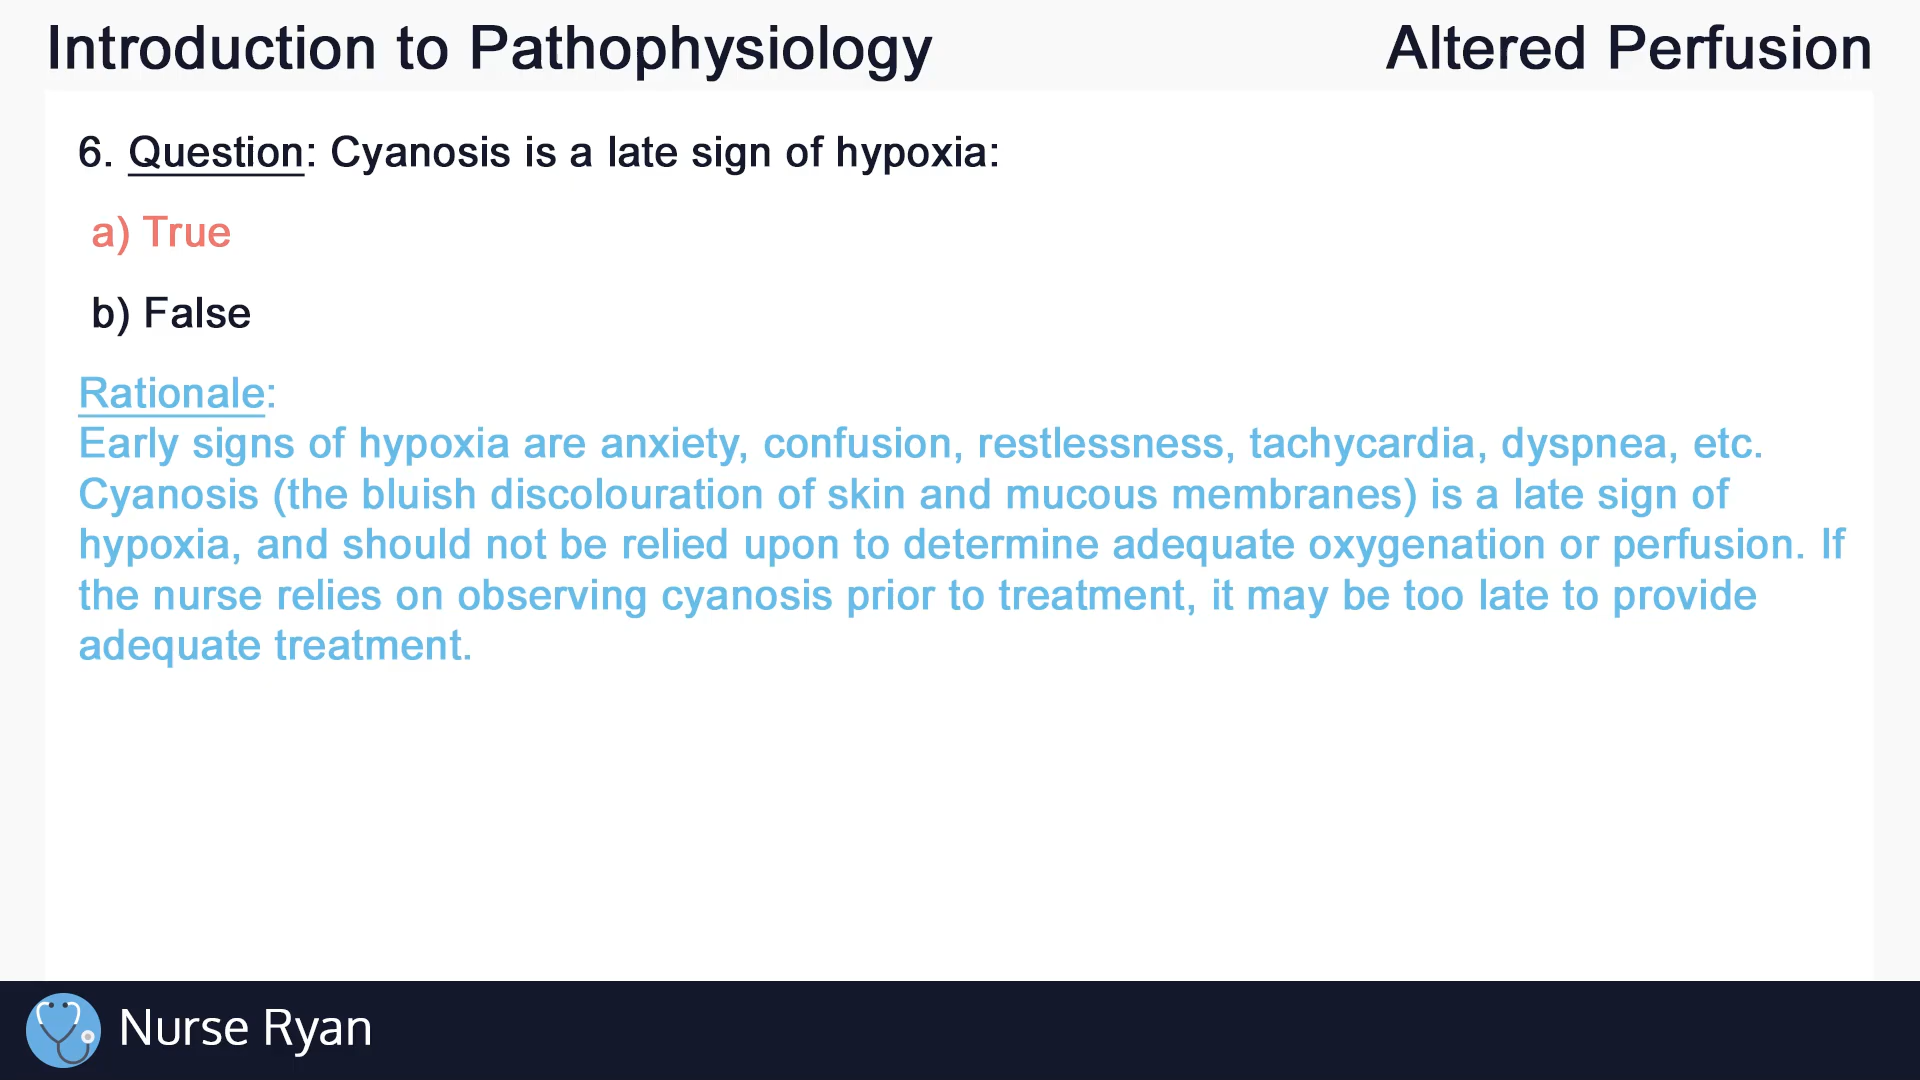 Introduction to Pathophysiology
Altered Perfusion
6. Question: Cyanosis is a late sign of hypoxia:
a) True
b) False
Rationale:
Early signs of hypoxia are anxiety, confusion, restlessness, tachycardia, dyspnea, etc.
Cyanosis (the bluish discolouration of skin and mucous membranes) is a late sign of
hypoxia, and should not be relied upon to determine adequate oxygenation or perfusion. If
the nurse relies on observing cyanosis prior to treatment, it may be too late to provide
adequate treatment.
Nurse Ryan